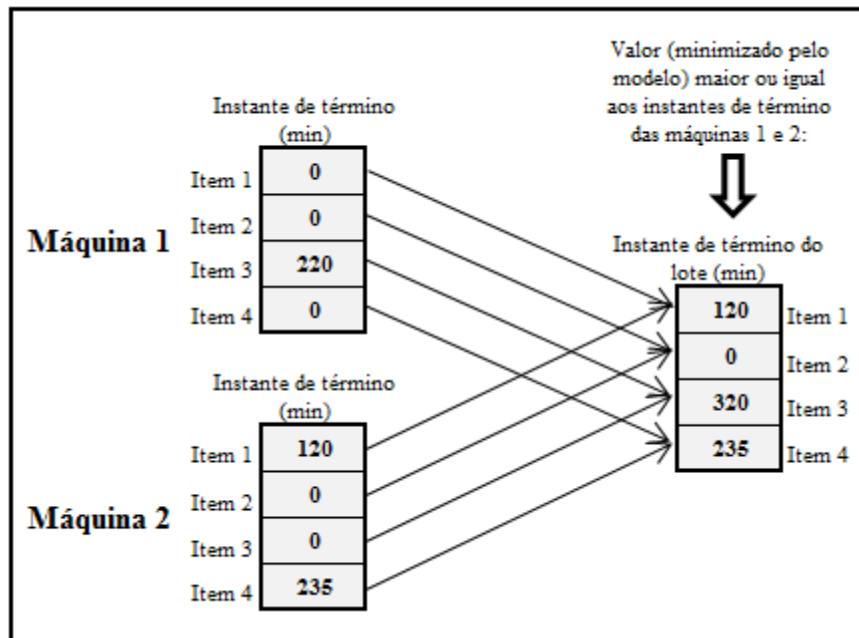 Valor (minimizado pelo
modelo) maior ou igual
aos instantes de término
das máquinas 1 e 2:
Instante de término
(min)
Máquina 1
Item 1 0
Item 2 0
Item 3 220
Item 4 0
Instante de término
(min)
Máquina 2
Item 1 120
Item 2 0
Item 3 0
Item 4 235
Instante de término do
lote (min)
120 Item 1
0 Item 2
320 Item 3
235 Item 4